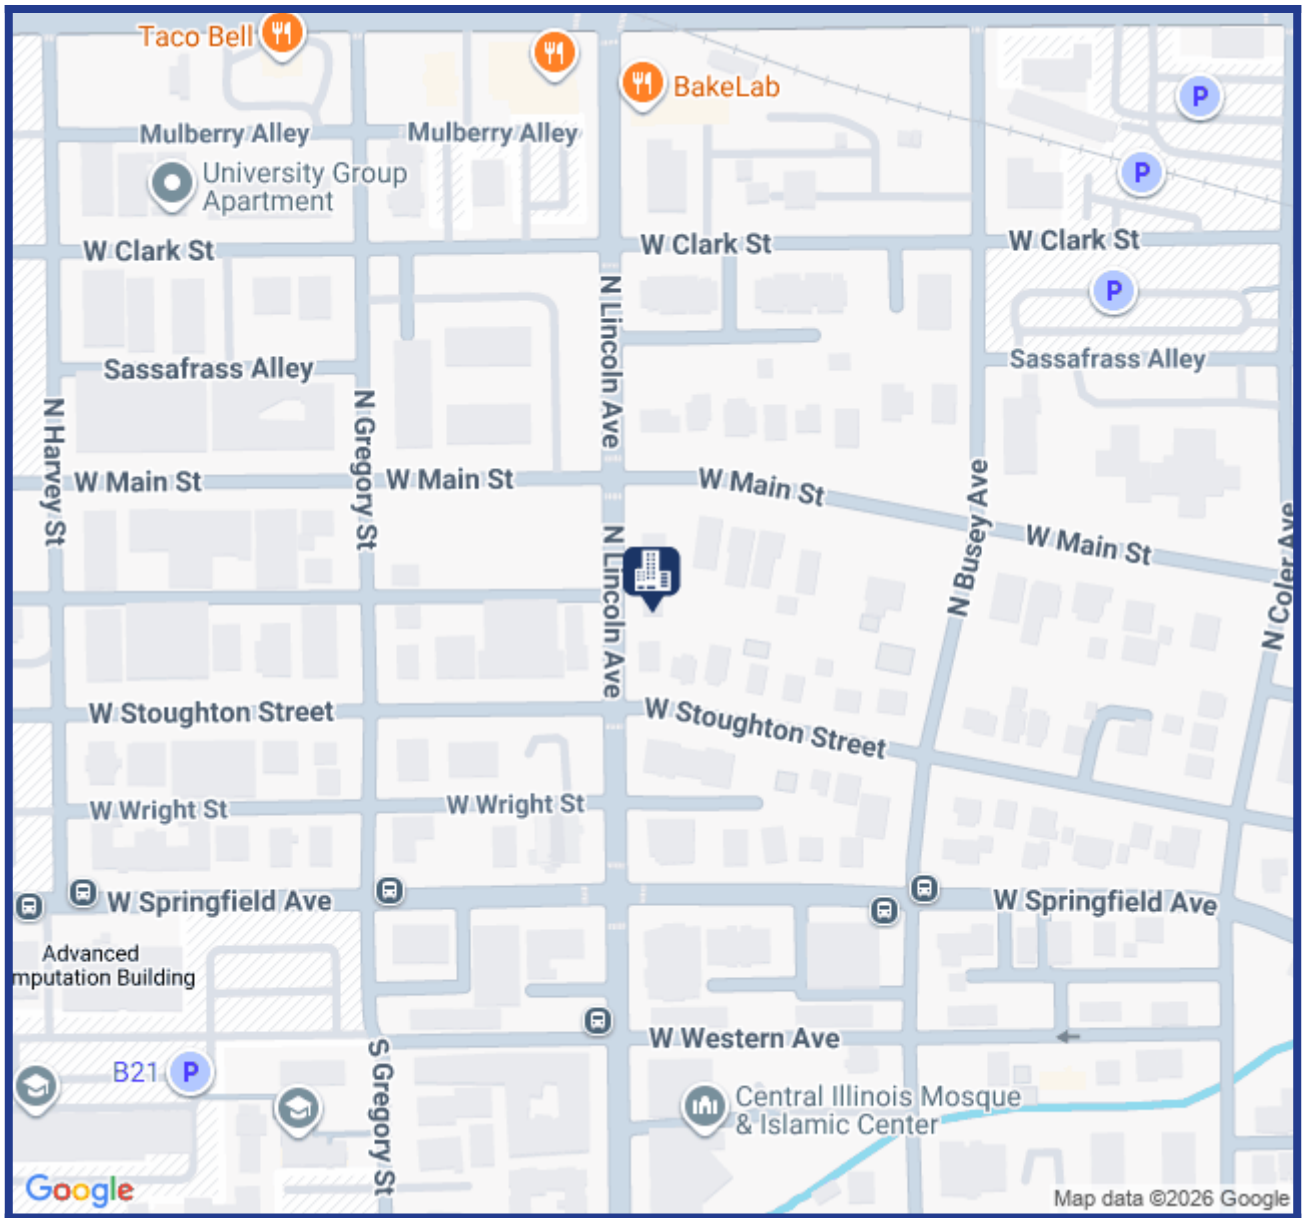 Taco Bell
BakeLab
P
Mulberry Alley
Mulberry Alley
P
University Group
Apartment
W Clark St
W Clark St
W Clark St
P
N Lincoln Ave
Sassafrass Alley
Sassafrass Alley
N Harvey St
N Gregory St
W Main St
W Main St
W Main St
N Busey Ave
W Main St
N Coler Ave
N Lincoln Ave
W Stoughton Street
W Stoughton Street
W Wright St
W Wright St
W Springfield Ave
W Springfield Ave
Advanced
mputation Building
W Western Ave
S Gregory St
B21 P
Central Illinois Mosque
& Islamic Center
Google
Map data ©2026 Google